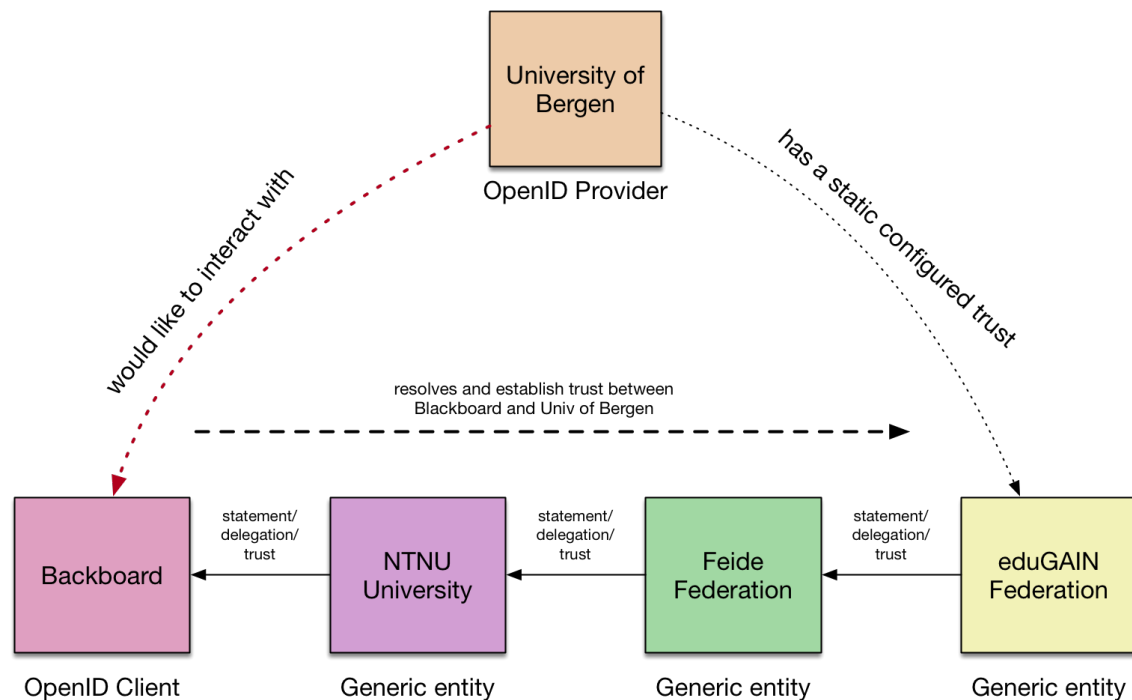 University of
Bergen
OpenID Provider
would like to interact with
has a static configured trust
resolves and establish trust between
Blackboard and Univ of Bergen
Backboard
statement/
delegation/
trust
NTNU
University
statement/
delegation/
trust
Feide
Federation
statement/
delegation/
trust
eduGAIN
Federation
OpenID Client
Generic entity
Generic entity
Generic entity